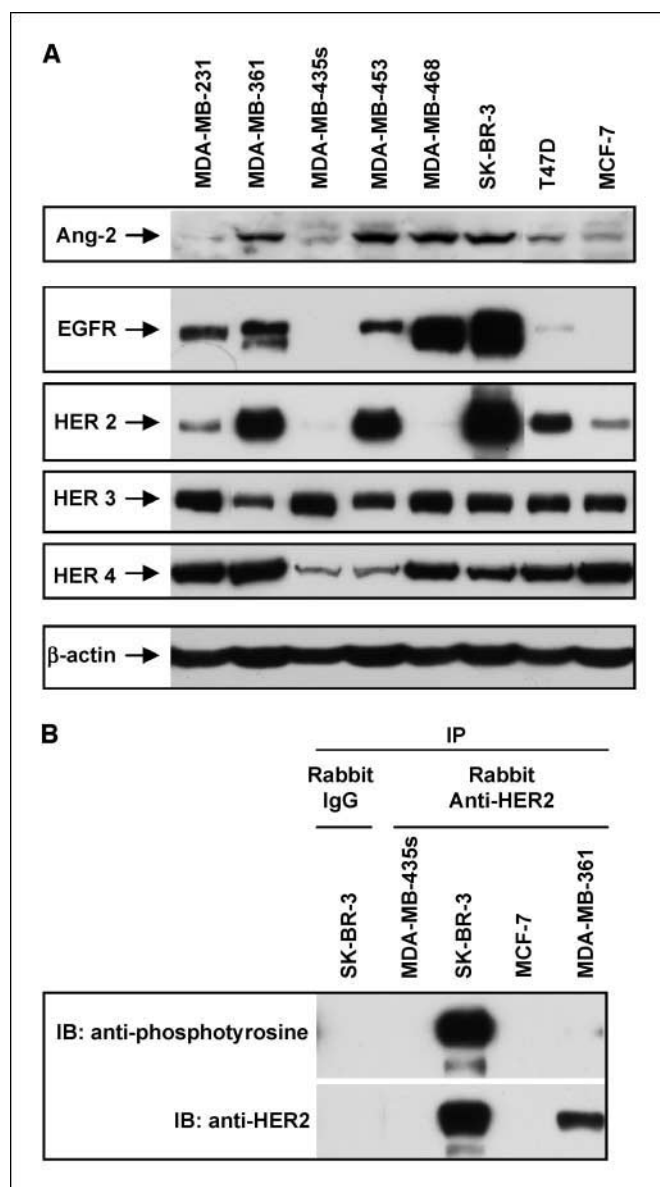 A
MDA-MB-231
MDA-MB-361
MDA-MB-435s
MDA-MB-453
MDA-MB-468
SK-BR-3
T47D
MCF-7
Ang-2
EGFR
HER 2
HER 3
HER 4
β-actin
B
IP
Rabbit IgG
Rabbit Anti-HER2
SK-BR-3
MDA-MB-435s
SK-BR-3
MCF-7
MDA-MB-361
IB: anti-phosphotyrosine
IB: anti-HER2